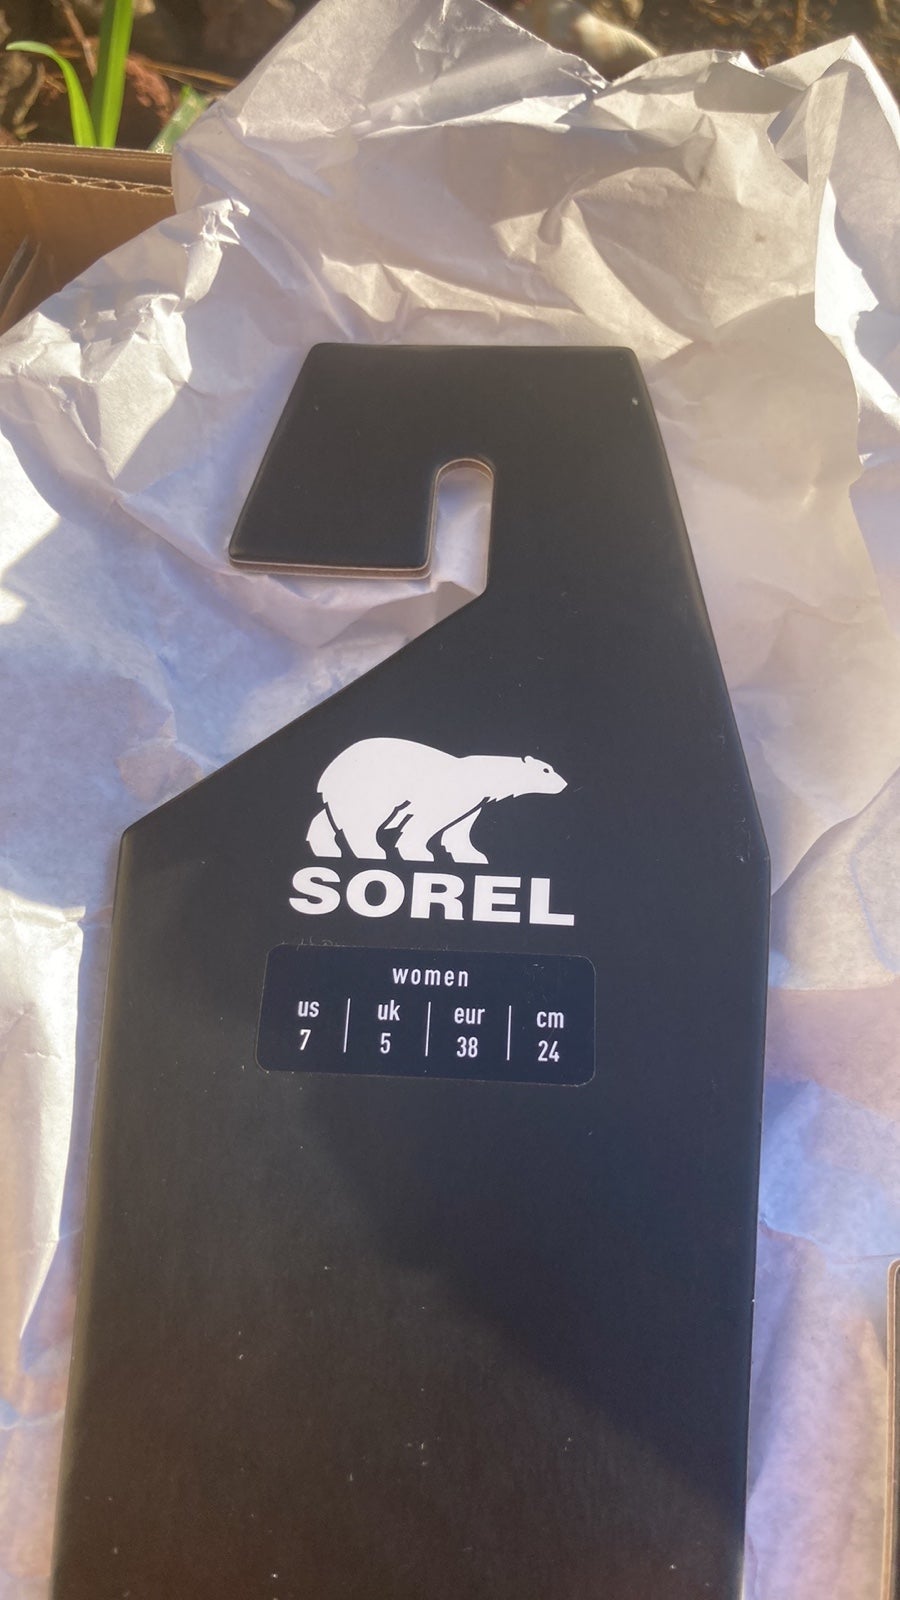 SOREL
women
us | uk | eur | cm
7 | 5 | 38 | 24